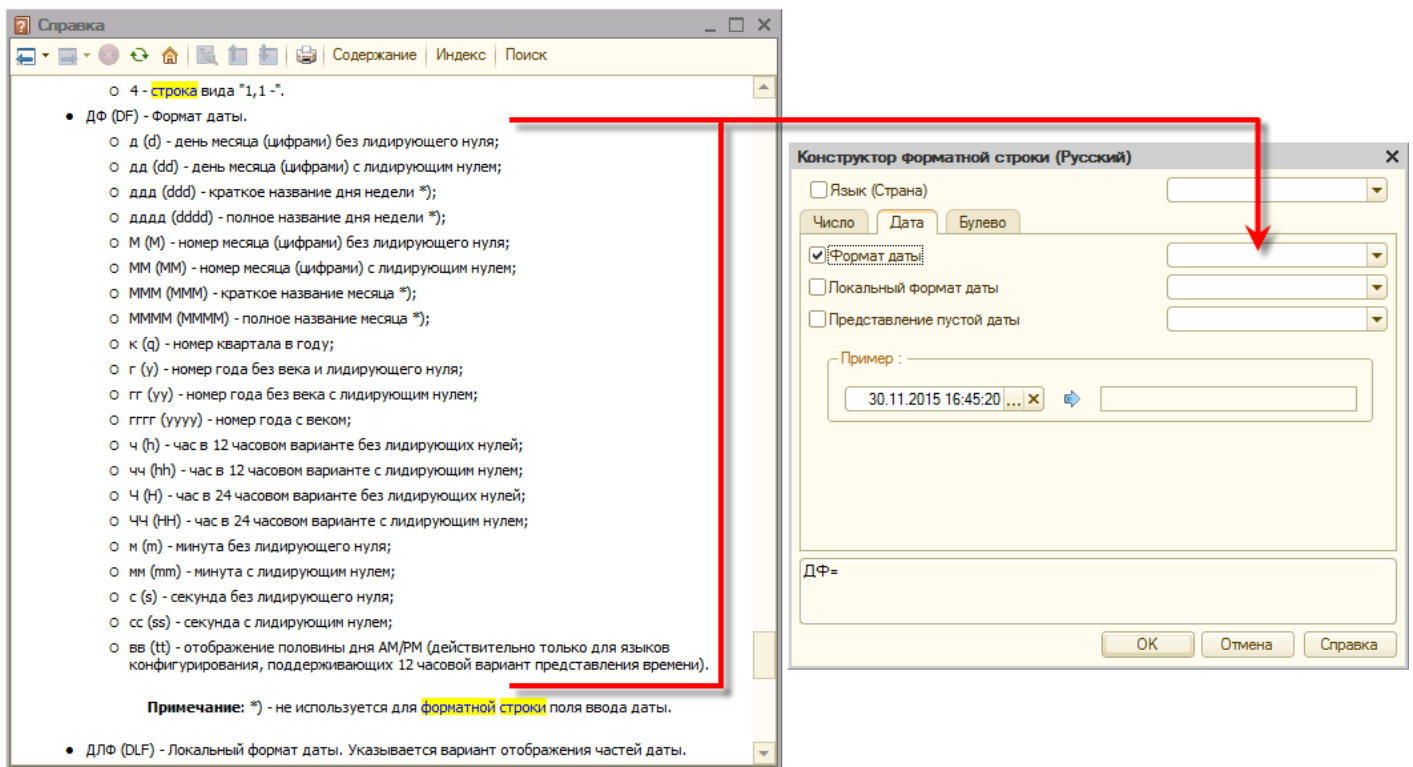 Справка
Содержание Индекс Поиск
4 - строка вида "1,1 -".
ДФ (DF) - Формат даты.
д (d) - день месяца (цифрами) без лидирующего нуля;
дд (dd) - день месяца (цифрами) с лидирующим нулем;
ддд (ddd) - краткое название дня недели *);
дддд (dddd) - полное название дня недели *);
М (M) - номер месяца (цифрами) без лидирующего нуля;
ММ (MM) - номер месяца (цифрами) с лидирующим нулем;
МММ (MMM) - краткое название месяца *);
ММММ (MMMM) - полное название месяца *);
к (q) - номер квартала в году;
г (y) - номер года без века и лидирующего нуля;
гг (yy) - номер года без века с лидирующим нулем;
гггг (yyyy) - номер года с веком;
ч (h) - час в 12 часовом варианте без лидирующих нулей;
чч (hh) - час в 12 часовом варианте с лидирующим нулем;
Ч (H) - час в 24 часовом варианте без лидирующих нулей;
ЧЧ (HH) - час в 24 часовом варианте с лидирующим нулем;
м (m) - минута без лидирующего нуля;
мм (mm) - минута с лидирующим нулем;
с (s) - секунда без лидирующего нуля;
сс (ss) - секунда с лидирующим нулем;
вв (tt) - отображение половины дня AM/PM (действительно только для языков
конфигурирования, поддерживающих 12 часовой вариант представления времени).
Примечание: *) - не используется для форматной строки поля ввода даты.
ДЛФ (DLF) - Локальный формат даты. Указывается вариант отображения частей даты.
Конструктор форматной строки (Русский)
Язык (Страна)
Число Дата Булево
Формат даты
Локальный формат даты
Представление пустой даты
Пример :
30.11.2015 16:45:20 ...
ДФ=
OK Отмена Справка